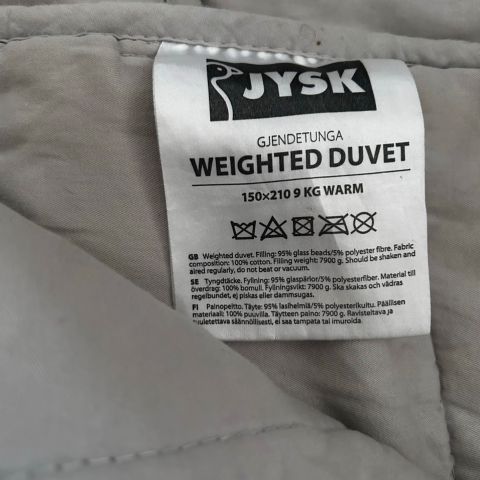 JYSK
GJENDETUNGA
WEIGHTED DUVET
150×210 9 KG WARM
GB Weighted duvet. Filling: 95% glass beads/5% polyester fibre. Fabric
composition: 100% cotton. Filling weight: 7900 g. Should be shaken and
aired regularly, do not beat or vacuum.
SE Tyngdtäcke. Fyllning: 95% glaspärlor/5% polyesterfiber. Material till
överdrag: 100% bomull. Fyllningsvikt: 7900 g. Ska skakas och vädras
regelbundet, ej piskas eller dammsugas.
FI Painopeitto. Täyte: 95% lasihelmiä/5% polyesterikuitu. Päällisen
materiaali: 100% puuvilla. Täytteen paino: 7900 g. Ravisteltava ja
tuuletettava säännöllisesti, ei saa tampata tai imuroida.